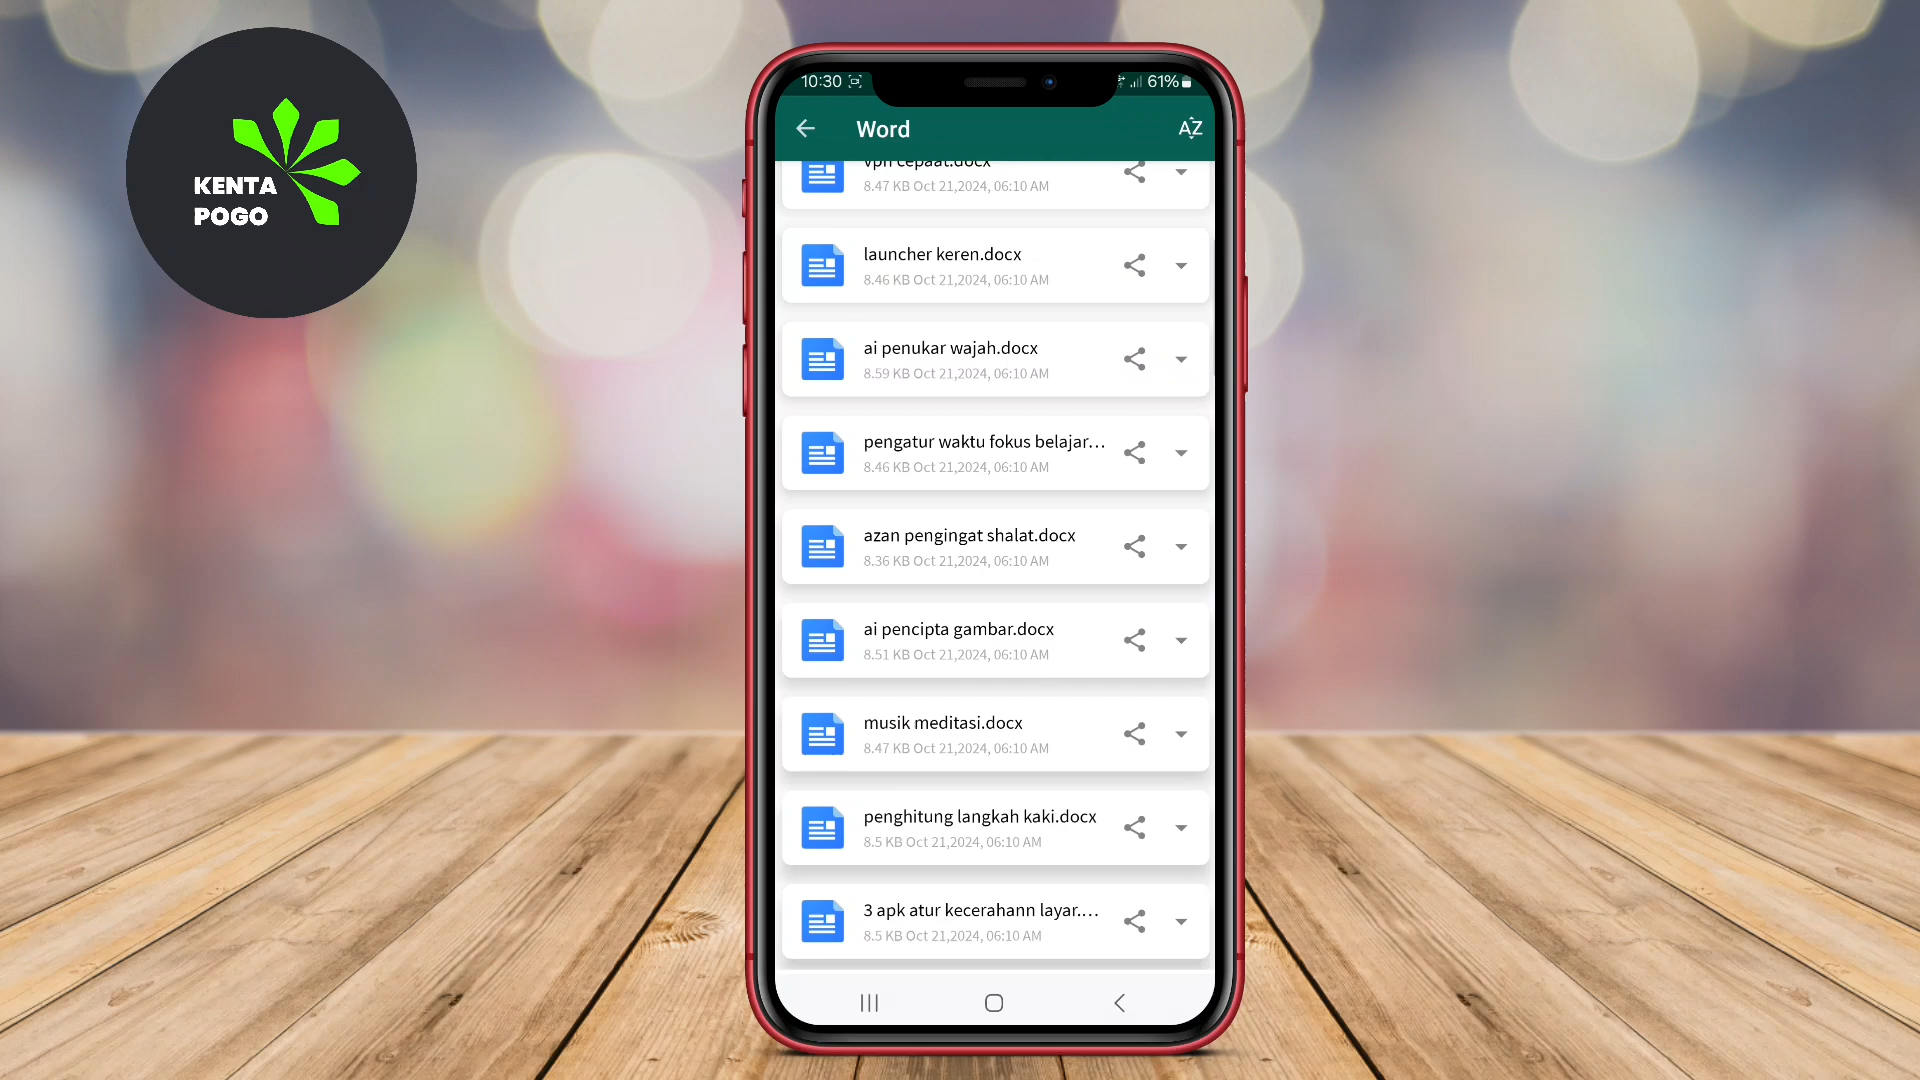 KENTA
POGO
10:30 61%
Word
AZ
vpn cepaat.docx
8.47 KB Oct 21,2024, 06:10 AM
launcher keren.docx
8.46 KB Oct 21,2024, 06:10 AM
ai penukar wajah.docx
8.59 KB Oct 21,2024, 06:10 AM
pengatur waktu fokus belajar...
8.46 KB Oct 21,2024, 06:10 AM
azan pengingat shalat.docx
8.36 KB Oct 21,2024, 06:10 AM
ai pencipta gambar.docx
8.51 KB Oct 21,2024, 06:10 AM
musik meditasi.docx
8.47 KB Oct 21,2024, 06:10 AM
penghitung langkah kaki.docx
8.5 KB Oct 21,2024, 06:10 AM
3 apk atur kecerahann layar....
8.5 KB Oct 21,2024, 06:10 AM